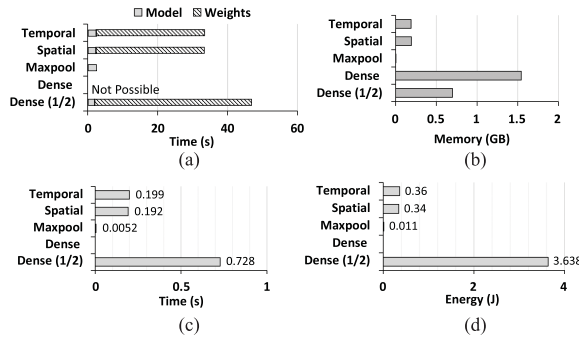 Model Weights
Temporal
Spatial
Maxpool
Dense
Not Possible
Dense (1/2)
0 20 40 60
Time (s)
(a)
Temporal
Spatial
Maxpool
Dense
Dense (1/2)
0 0.5 1 1.5 2
Memory (GB)
(b)
Temporal 0.199
Spatial 0.192
Maxpool 0.0052
Dense
Dense (1/2) 0.728
0 0.5 1
Time (s)
(c)
Temporal 0.36
Spatial 0.34
Maxpool 0.011
Dense
Dense (1/2) 3.638
0 2 4
Energy (J)
(d)